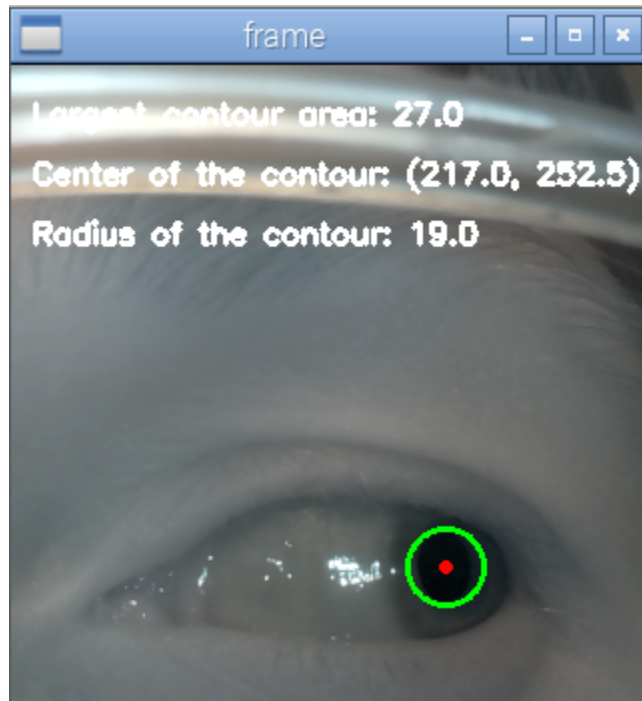 frame
Largest contour area: 27.0
Center of the contour: (217.0, 252.5)
Radius of the contour: 19.0